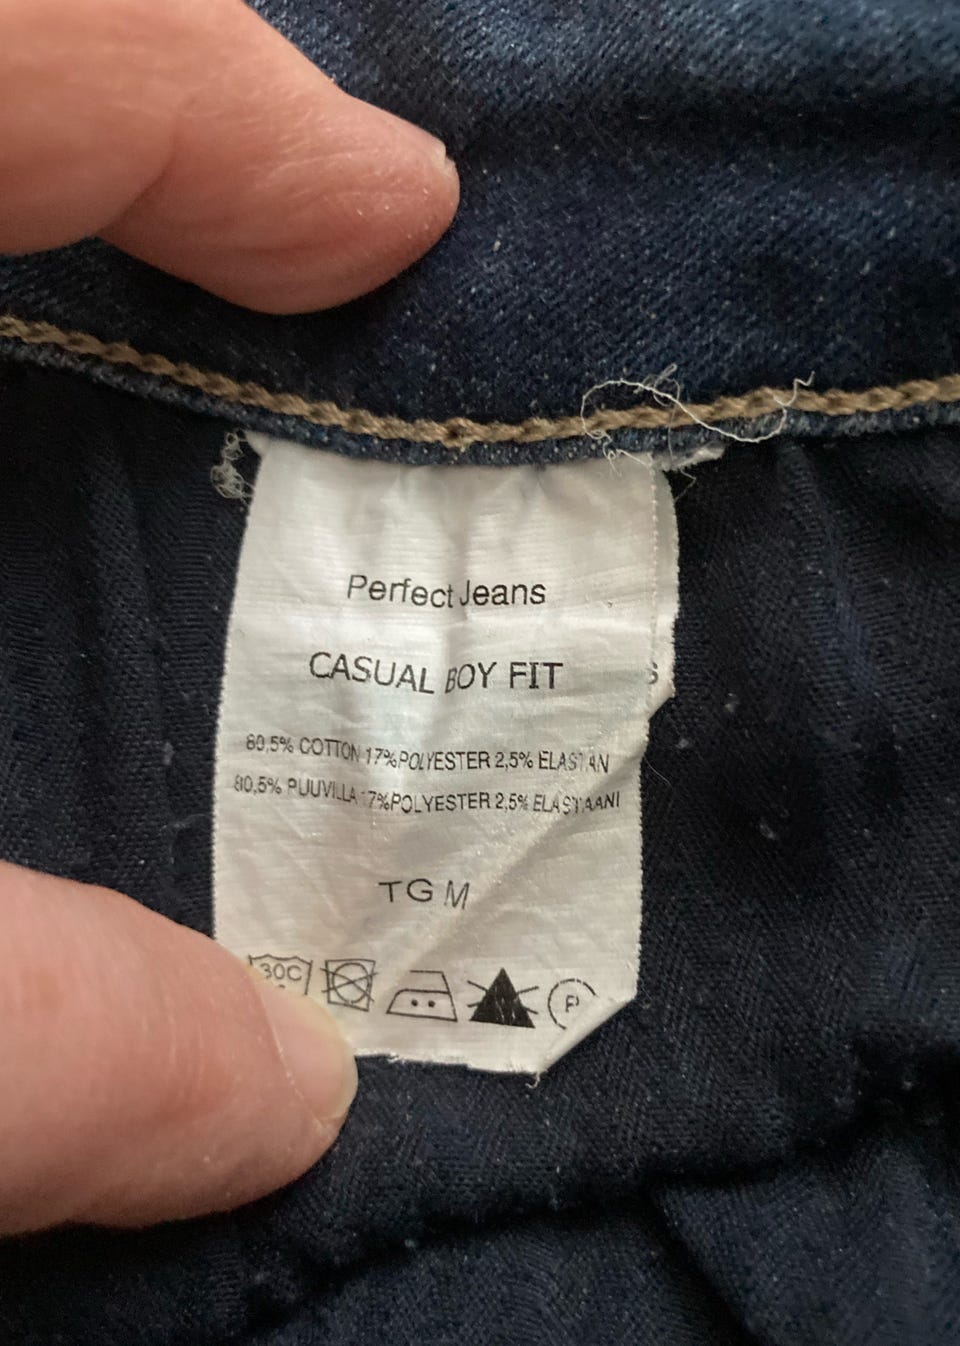 Perfect Jeans
CASUAL BOY FIT
S
80,5% COTTON 17%POLYESTER 2,5% ELASTAN
80,5% PUUVILLA 17%POLYESTER 2,5% ELASTAANI
TG M
30C
P